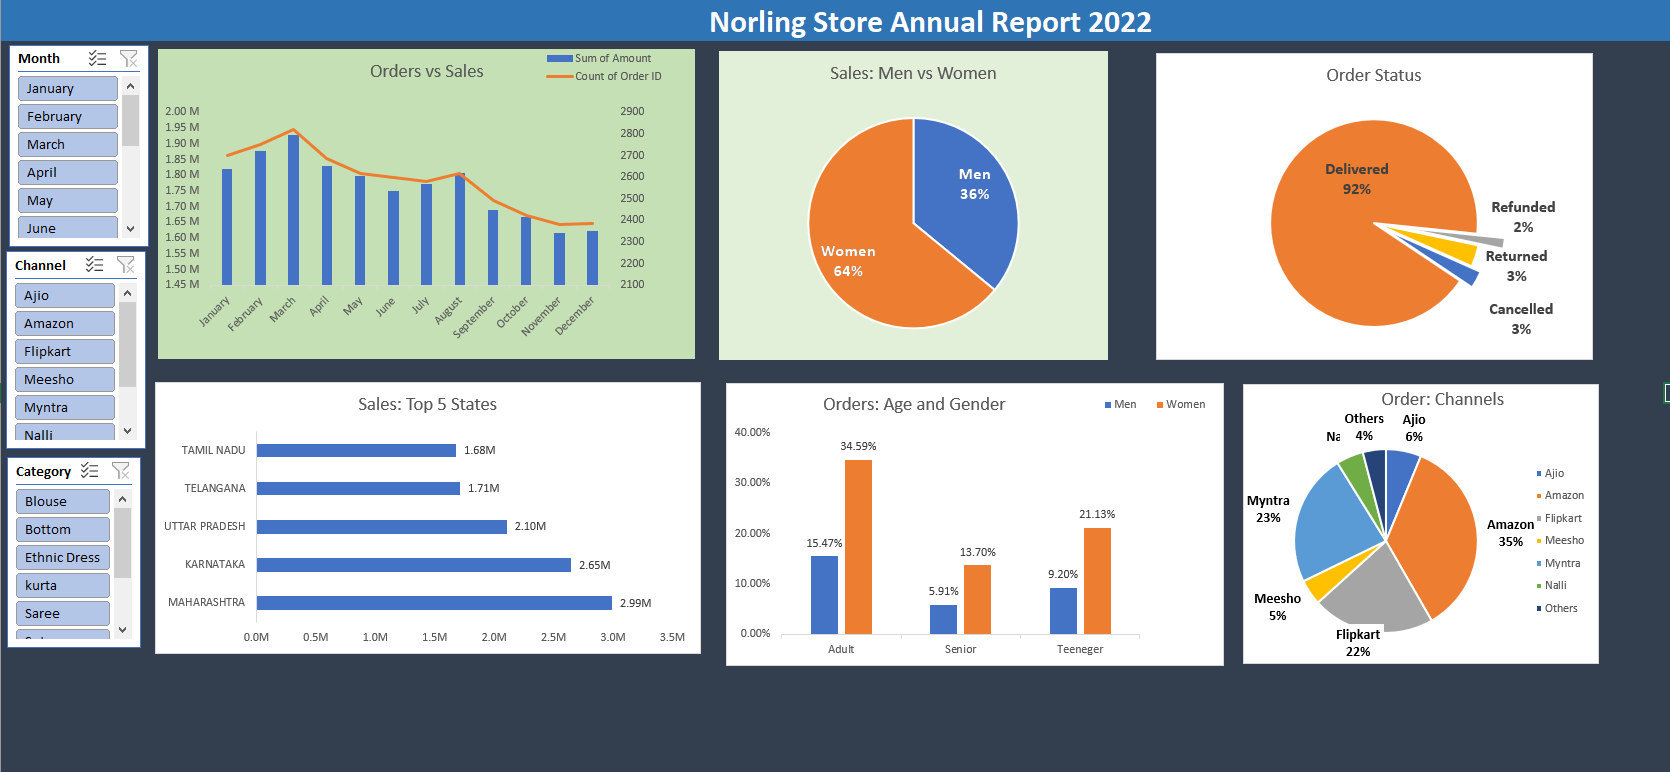 Norling Store Annual Report 2022
Month
January
February
March
April
May
June
Channel
Ajio
Amazon
Flipkart
Meesho
Myntra
Nalli
Category
Blouse
Bottom
Ethnic Dress
kurta
Saree
Orders vs Sales
Sum of Amount
Count of Order ID
2.00 M
1.95 M
1.90 M
1.85 M
1.80 M
1.75 M
1.70 M
1.65 M
1.60 M
1.55 M
1.50 M
1.45 M
2900
2800
2700
2600
2500
2400
2300
2200
2100
January
February
March
April
May
June
July
August
September
October
November
December
Sales: Men vs Women
Men
36%
Women
64%
Order Status
Delivered
92%
Refunded
2%
Returned
3%
Cancelled
3%
Sales: Top 5 States
TAMIL NADU
1.68M
TELANGANA
1.71M
UTTAR PRADESH
2.10M
KARNATAKA
2.65M
MAHARASHTRA
2.99M
0.0M 0.5M 1.0M 1.5M 2.0M 2.5M 3.0M 3.5M
Orders: Age and Gender
Men Women
40.00%
30.00%
20.00%
10.00%
0.00%
15.47%
34.59%
5.91%
13.70%
9.20%
21.13%
Adult Senior Teeneger
Order: Channels
Others
4%
Ajio
6%
Na
Myntra
23%
Amazon
35%
Meesho
5%
Flipkart
22%
Ajio
Amazon
Flipkart
Meesho
Myntra
Nalli
Others